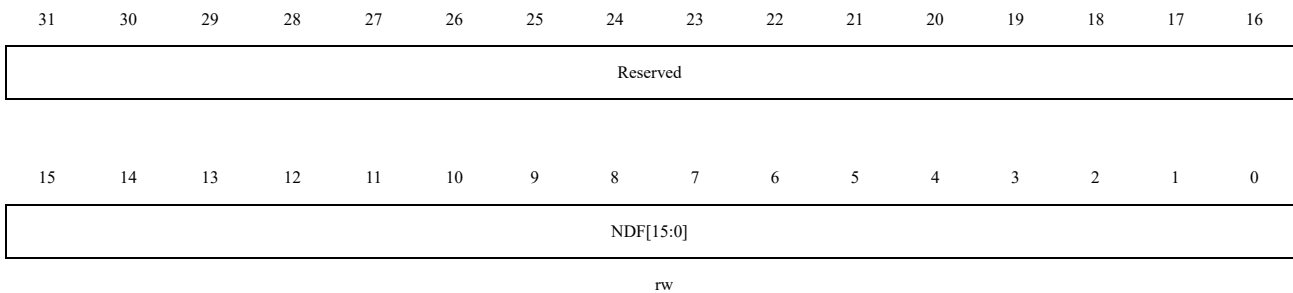 31 30 29 28 27 26 25 24 23 22 21 20 19 18 17 16
Reserved
15 14 13 12 11 10 9 8 7 6 5 4 3 2 1 0
NDF[15:0]
rw